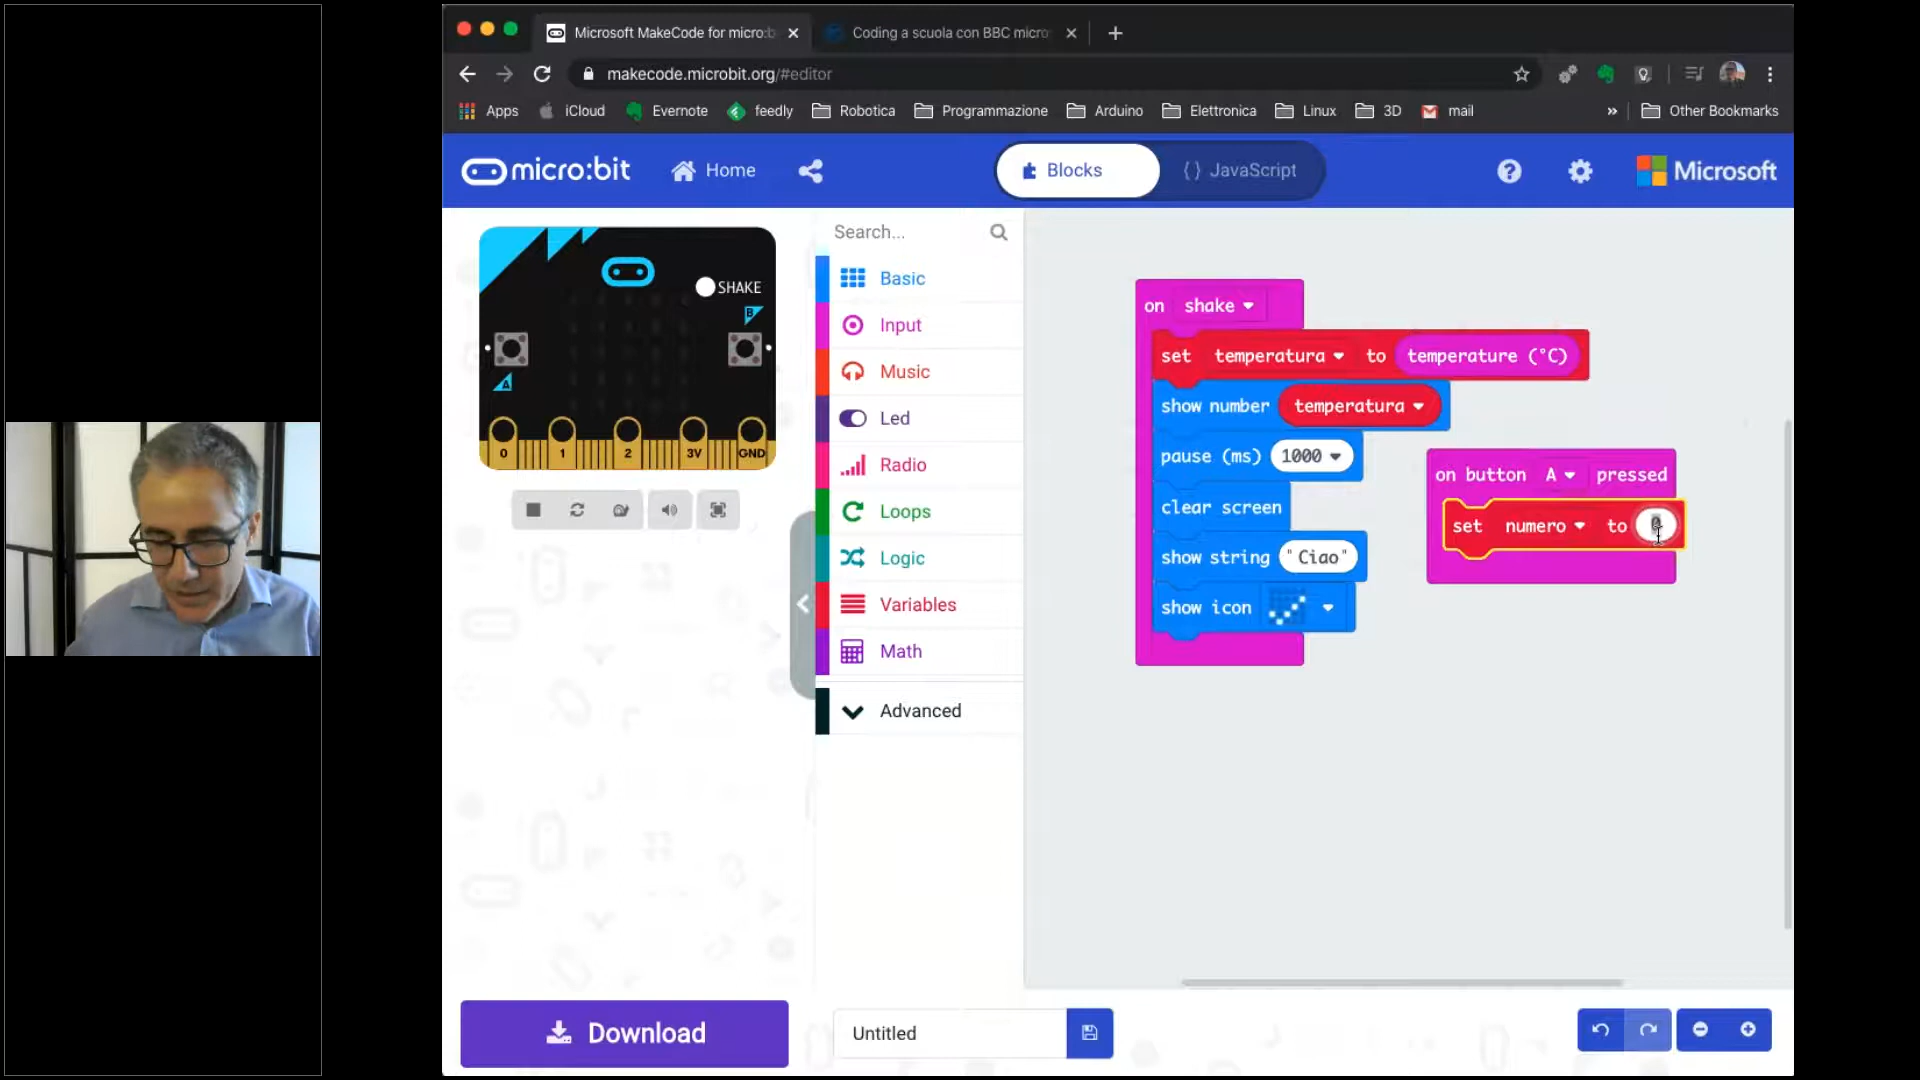 Microsoft MakeCode for micro:b
Coding a scuola con BBC micro
makecode.microbit.org/#editor
Apps iCloud Evernote feedly Robotica Programmazione Arduino Elettronica Linux 3D mail » Other Bookmarks
micro:bit Home Blocks {} JavaScript Microsoft
SHAKE
B
A
0 1 2 3V GND
Search...
Basic
Input
Music
Led
Radio
Loops
Logic
Variables
Math
Advanced
on shake
set temperatura to temperature (°C)
show number temperatura
pause (ms) 1000
clear screen
show string "Ciao"
show icon
on button A pressed
set numero to 0
Download
Untitled